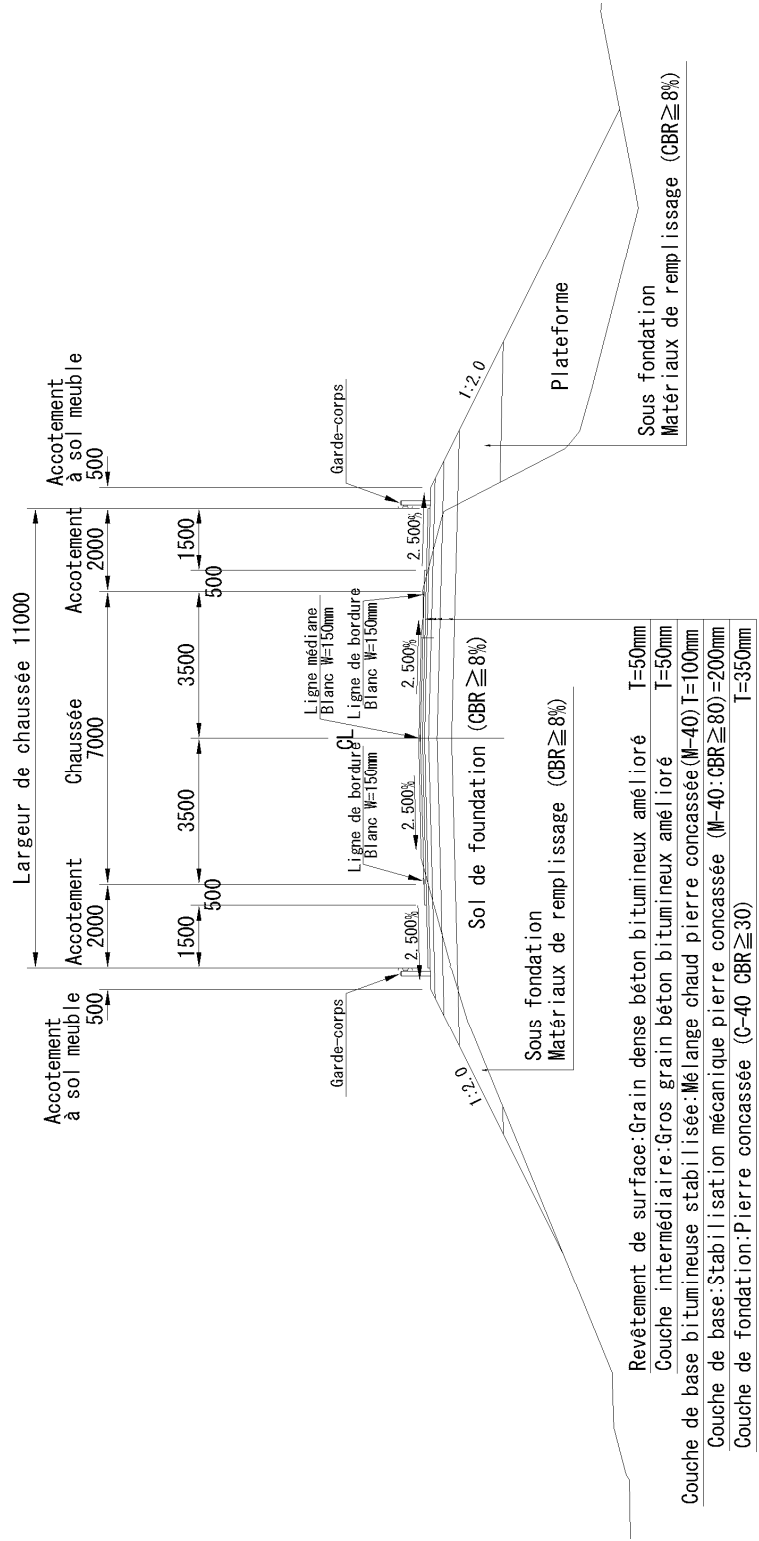 Largeur de chaussée 11000
Accotement
à sol meuble
500
Accotement
2000
Chaussée
7000
Accotement
2000
Accotement
à sol meuble
500
1500
500
3500
3500
500
1500
Garde-corps
Ligne de bordure
Blanc W=150mm
CL
Ligne médiane
Blanc W=150mm
Ligne de bordure
Blanc W=150mm
Garde-corps
2.500%
2.500%
2.500%
2.500%
1:2.0
1:2.0
Sol de foundation (CBR≧8%)
Sous fondation
Matériaux de remplissage (CBR≧8%)
Plateforme
Sous fondation
Matériaux de remplissage (CBR≧8%)
Revêtement de surface:Grain dense béton bitumineux amélioré T=50mm
Couche intermédiaire:Gros grain béton bitumineux amélioré T=50mm
Couche de base bitumineuse stabilisée:Mélange chaud pierre concassée(M-40)T=100mm
Couche de base:Stabilisation mécanique pierre concassée (M-40:CBR≧80)=200mm
Couche de fondation:Pierre concassée (C-40 CBR≧30) T=350mm